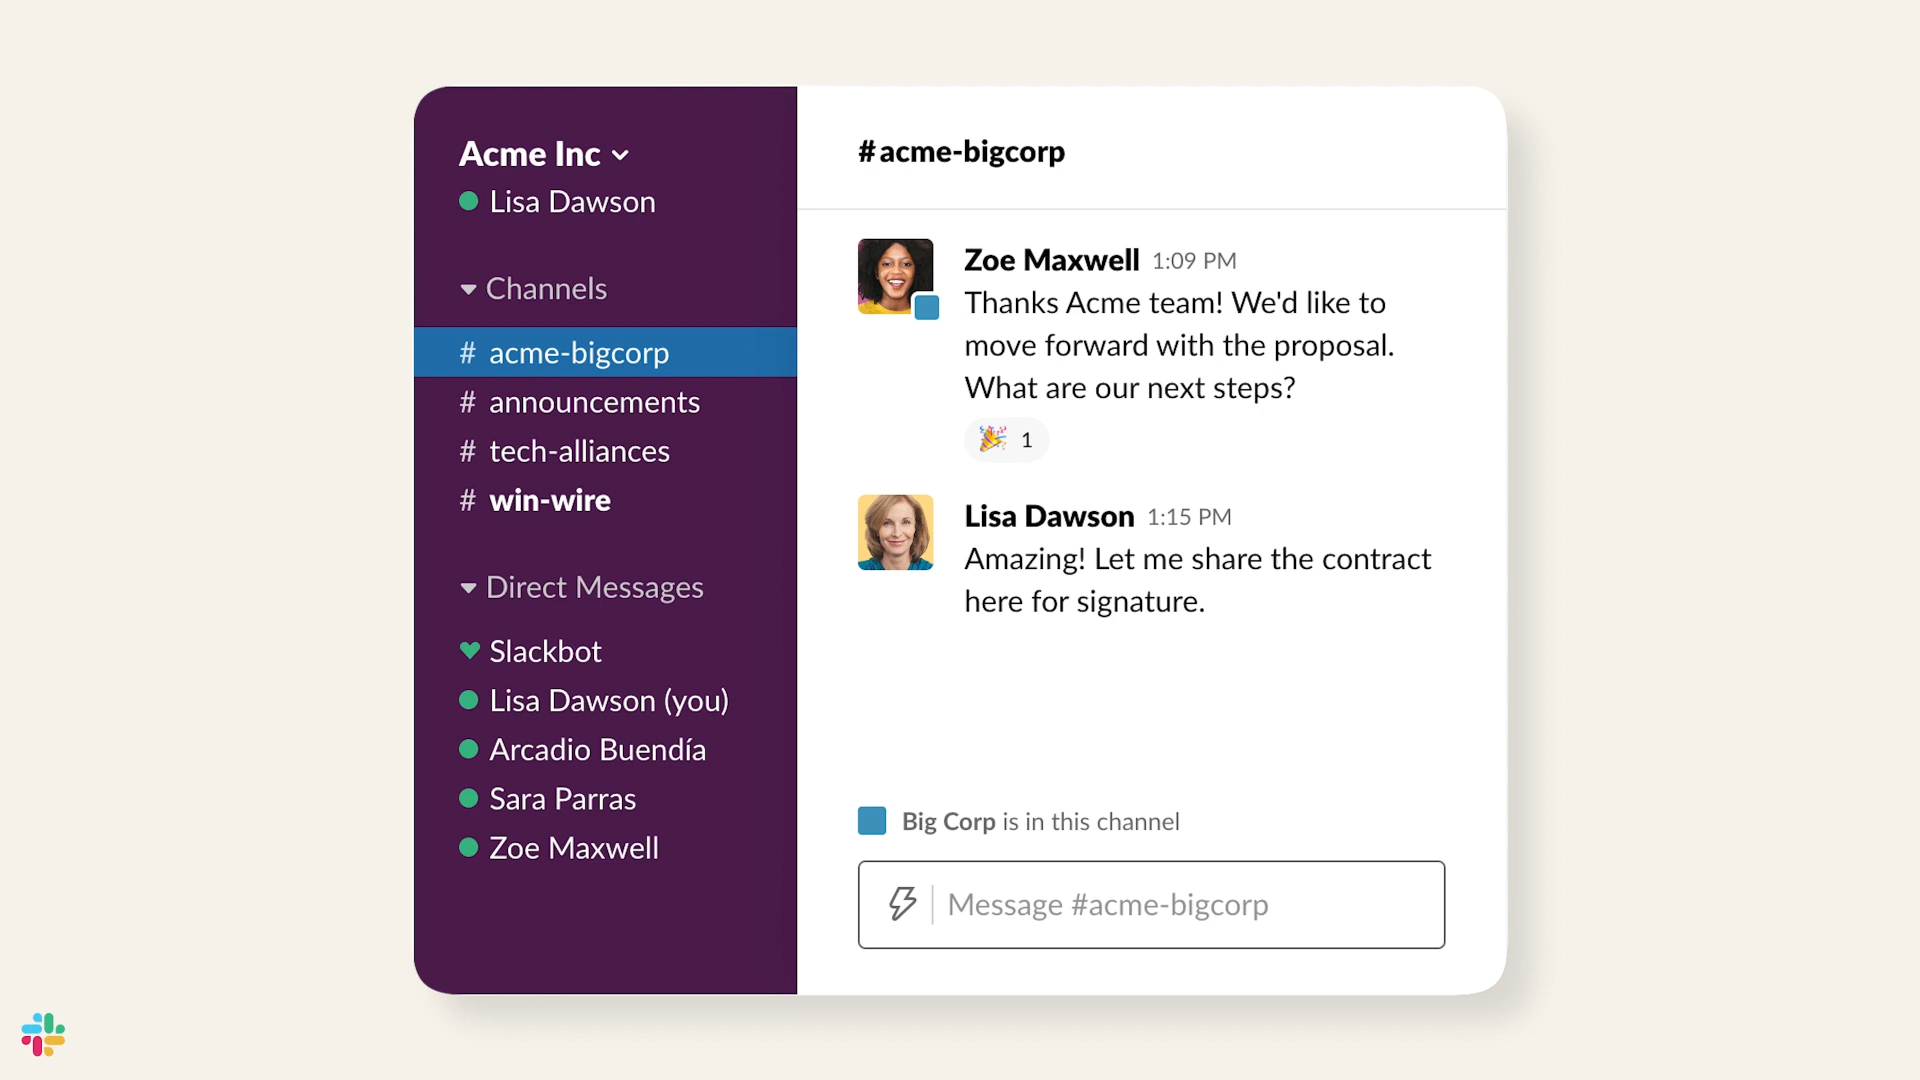 Acme Inc
Lisa Dawson
Channels
# acme-bigcorp
# announcements
# tech-alliances
# win-wire
Direct Messages
Slackbot
Lisa Dawson (you)
Arcadio Buendía
Sara Parras
Zoe Maxwell
#acme-bigcorp
Zoe Maxwell 1:09 PM
Thanks Acme team! We'd like to
move forward with the proposal.
What are our next steps?
1
Lisa Dawson 1:15 PM
Amazing! Let me share the contract
here for signature.
Big Corp is in this channel
Message #acme-bigcorp